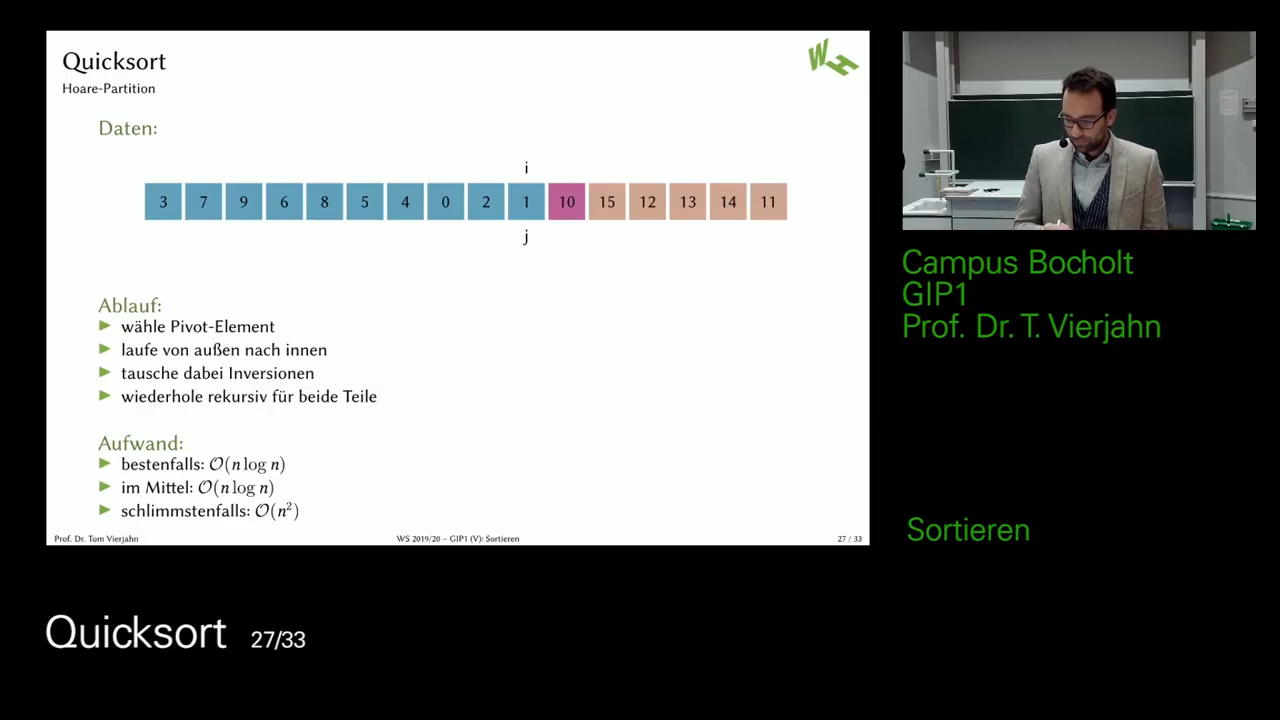 Quicksort
Hoare-Partition
WH
Daten:
i
3 7 9 6 8 5 4 0 2 1 10 15 12 13 14 11
j
Ablauf:
wähle Pivot-Element
laufe von außen nach innen
tausche dabei Inversionen
wiederhole rekursiv für beide Teile
Aufwand:
bestenfalls: O(n log n)
im Mittel: O(n log n)
schlimmstenfalls: O(n²)
Prof. Dr. Tom Vierjahn WS 2019/20 – GIP1 (V): Sortieren 27 / 33
Campus Bocholt
GIP1
Prof. Dr. T. Vierjahn
Sortieren
Quicksort 27/33